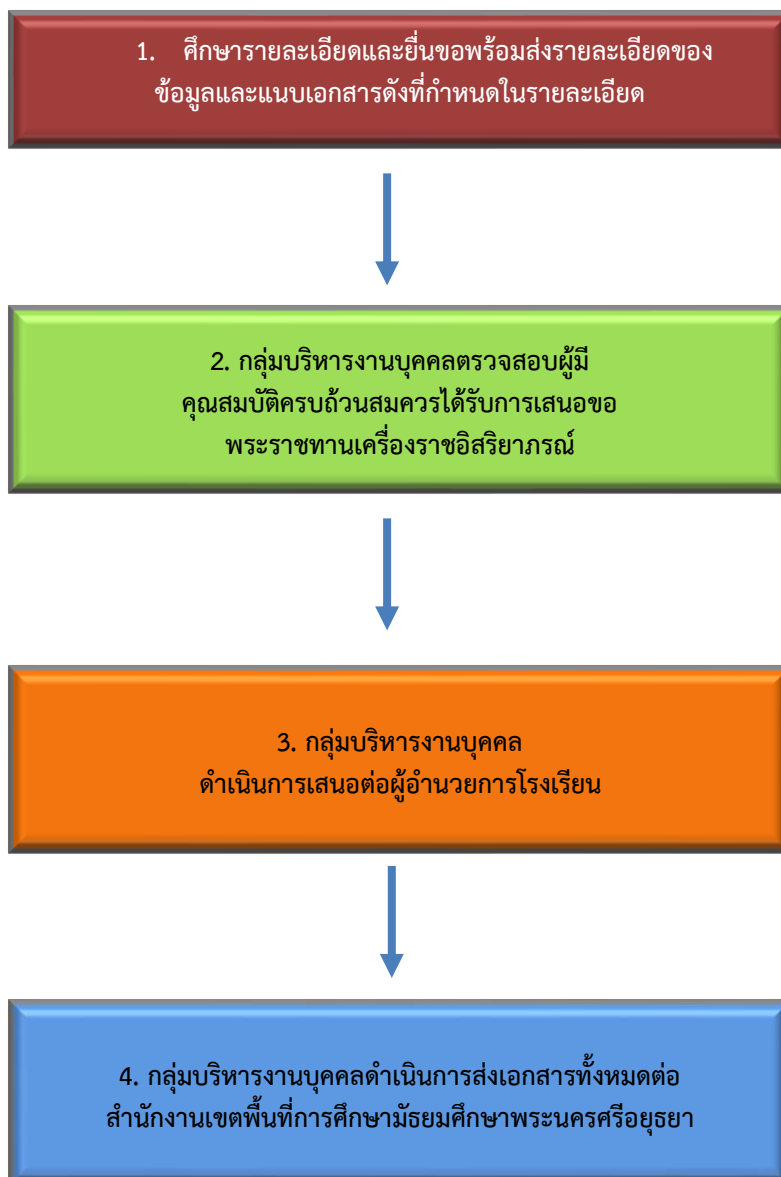 1. ศึกษารายละเอียดและยื่นขอพร้อมส่งรายละเอียดของ
ข้อมูลและแนบเอกสารดังที่กำหนดในรายละเอียด
2. กลุ่มบริหารงานบุคคลตรวจสอบผู้มี
คุณสมบัติครบถ้วนสมควรได้รับการเสนอขอ
พระราชทานเครื่องราชอิสริยาภรณ์
3. กลุ่มบริหารงานบุคคล
ดำเนินการเสนอต่อผู้อำนวยการโรงเรียน
4. กลุ่มบริหารงานบุคคลดำเนินการส่งเอกสารทั้งหมดต่อ
สำนักงานเขตพื้นที่การศึกษามัธยมศึกษาพระนครศรีอยุธยา